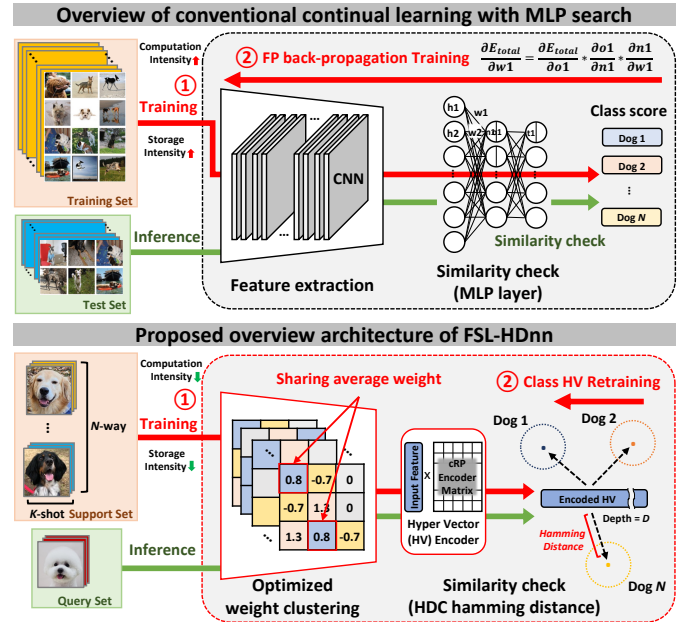 Overview of conventional continual learning with MLP search
Computation
Intensity
② FP back-propagation Training
∂E_total/∂w1 = ∂E_total/∂o1 * ∂o1/∂n1 * ∂n1/∂w1
①
Training
Storage
Intensity
Training Set
CNN
h1
w1
h2
w2
n1
t1
Class
score
Dog 1
Dog 2
Dog N
Inference
Similarity check
Test Set
Feature extraction
Similarity check
(MLP layer)
Proposed overview architecture of FSL-HDnn
Computation
Intensity
①
Training
Storage
Intensity
N-way
K-shot Support Set
Sharing average weight
0.8 -0.7 0
-0.7 1.3 0
1.3 0.8 -0.7
② Class HV Retraining
Dog 1
Dog 2
Input Feature
X
cRP
Encoder
Matrix
Hyper Vector
(HV) Encoder
Encoded HV
Depth = D
Hamming
Distance
Dog N
Inference
Query Set
Optimized
weight clustering
Similarity check
(HDC hamming distance)